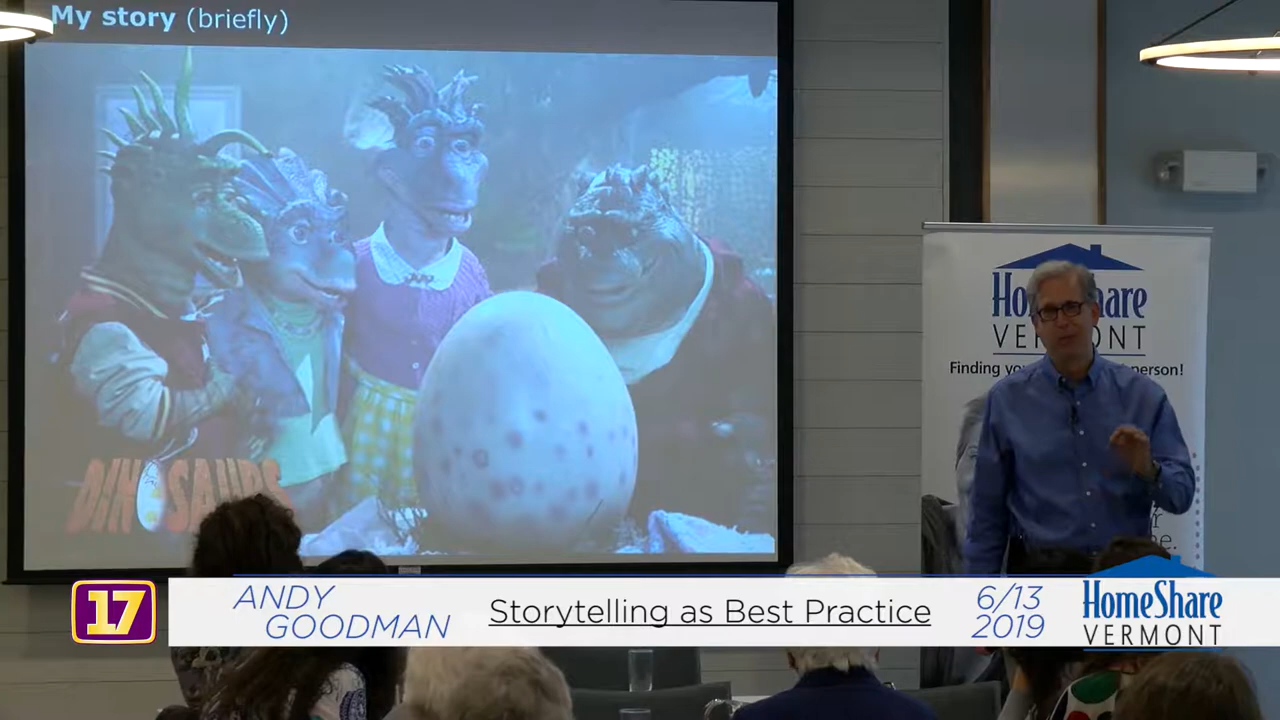 My story (briefly)
DINOSAURS
HomeShare
VERMONT
Finding person!
17
ANDY
GOODMAN
Storytelling as Best Practice
6/13
2019
HomeShare
VERMONT